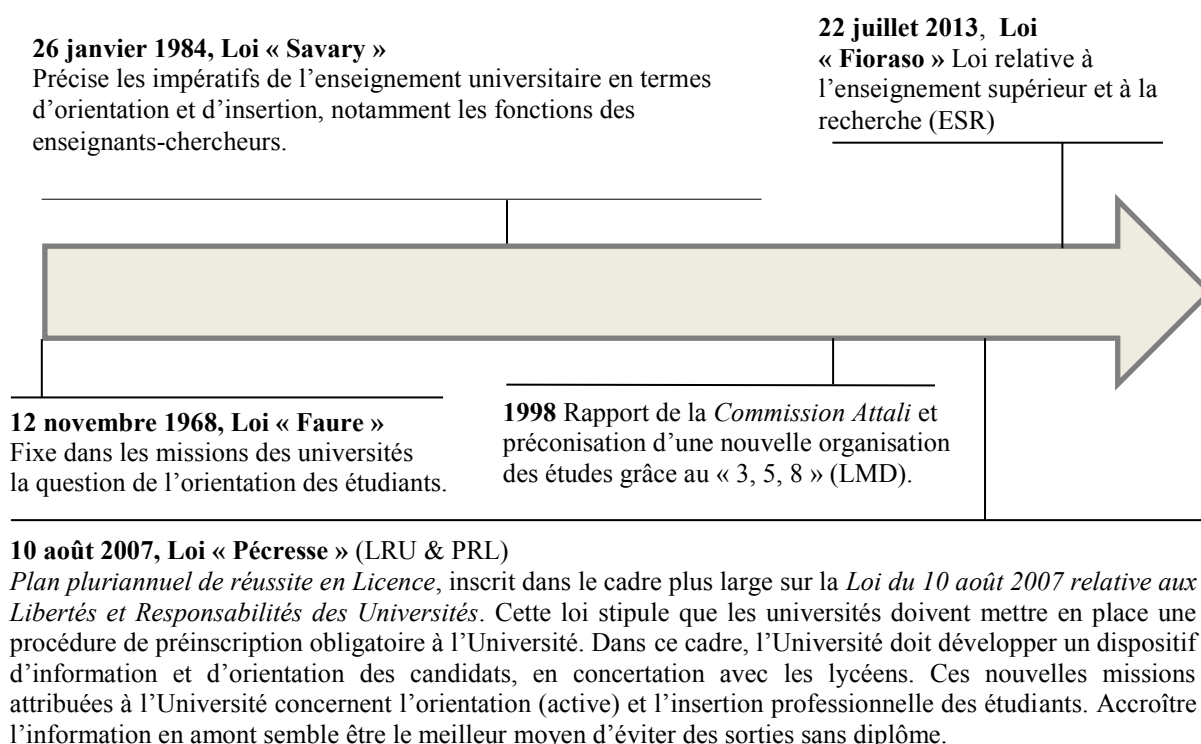 26 janvier 1984, Loi « Savary »
Précise les impératifs de l’enseignement universitaire en termes
d’orientation et d’insertion, notamment les fonctions des
enseignants-chercheurs.
22 juillet 2013, Loi
« Fioraso » Loi relative à
l’enseignement supérieur et à la
recherche (ESR)
12 novembre 1968, Loi « Faure »
Fixe dans les missions des universités
la question de l’orientation des étudiants.
1998 Rapport de la Commission Attali et
préconisation d’une nouvelle organisation
des études grâce au « 3, 5, 8 » (LMD).
10 août 2007, Loi « Pécresse » (LRU & PRL)
Plan pluriannuel de réussite en Licence, inscrit dans le cadre plus large sur la Loi du 10 août 2007 relative aux
Libertés et Responsabilités des Universités. Cette loi stipule que les universités doivent mettre en place une
procédure de préinscription obligatoire à l’Université. Dans ce cadre, l’Université doit développer un dispositif
d’information et d’orientation des candidats, en concertation avec les lycéens. Ces nouvelles missions
attribuées à l’Université concernent l’orientation (active) et l’insertion professionnelle des étudiants. Accroître
l’information en amont semble être le meilleur moyen d’éviter des sorties sans diplôme.